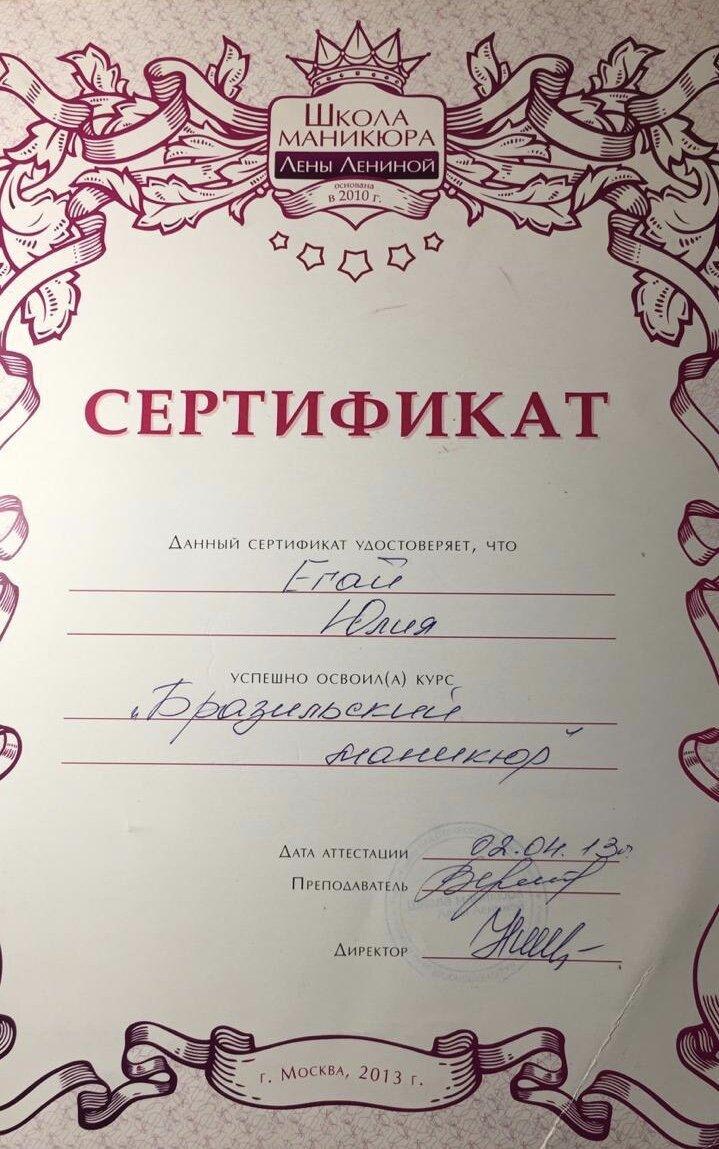 Школа
маникюра
Лены Лениной
основана
в 2010 г.
СЕРТИФИКАТ
Данный сертификат удостоверяет, что
Егай
Юлия
успешно освоил(а) курс
"Бразильский
маникюр"
Дата аттестации 02.04.13г.
Преподаватель
Директор
г. Москва, 2013 г.